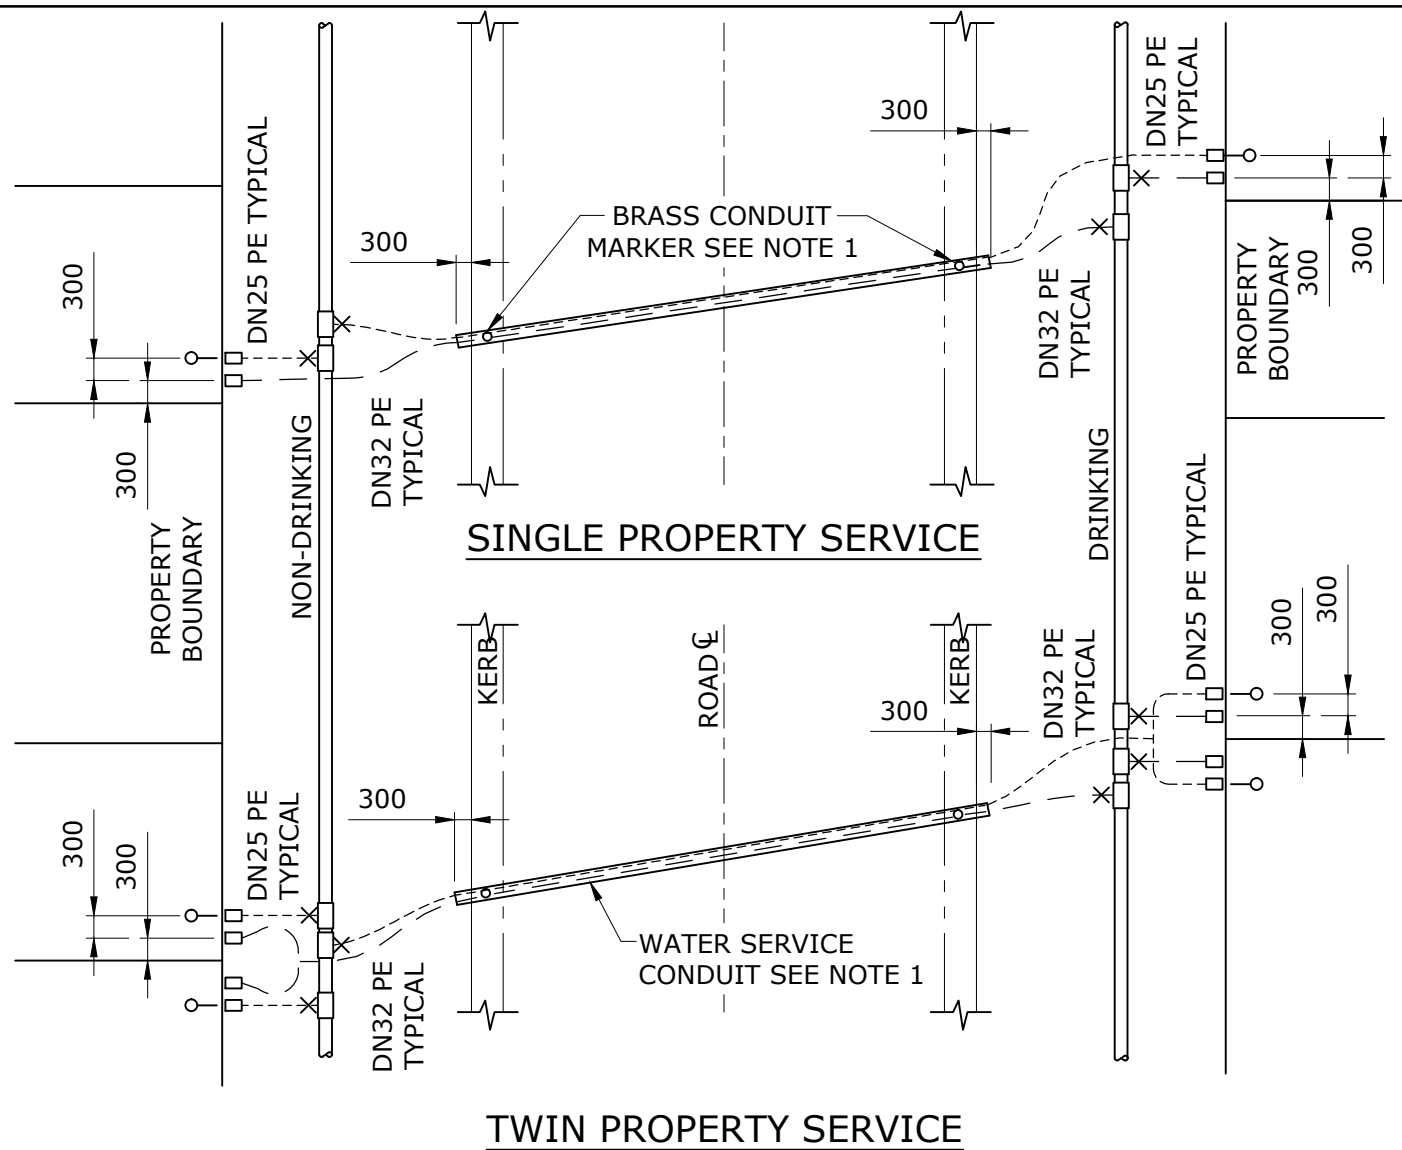 DN25 PE
TYPICAL
300
300
300
PROPERTY
BOUNDARY
DN25 PE TYPICAL
300
BRASS CONDUIT
MARKER SEE NOTE 1
300
300
DN32 PE
TYPICAL
DN32 PE
TYPICAL
NON-DRINKING
DRINKING
PROPERTY
BOUNDARY
SINGLE PROPERTY SERVICE
DN25 PE TYPICAL
300
300
KERB
ROAD ℄
KERB
DN32 PE
TYPICAL
300
300
DN25 PE
TYPICAL
300
300
WATER SERVICE
CONDUIT SEE NOTE 1
DN32 PE
TYPICAL
TWIN PROPERTY SERVICE